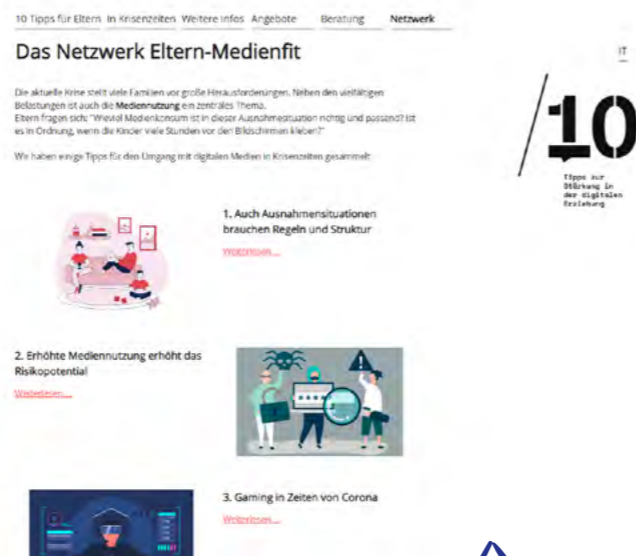 10 Tipps für Eltern In Krisenzeiten Weitere Infos Angebote Beratung Netzwerk
Das Netzwerk Eltern-Medienfit
IT
Die aktuelle Krise stellt viele Familien vor große Herausforderungen. Neben den vielfältigen
Belastungen ist auch die Mediennutzung ein zentrales Thema.
Eltern fragen sich: "Wieviel Medienkonsum ist in dieser Ausnahmesituation richtig und passend? Ist
es in Ordnung, wenn die Kinder viele Stunden vor den Bildschirmen kleben?"
Wir haben einige Tipps für den Umgang mit digitalen Medien in Krisenzeiten gesammelt:
/10
Tipps zur
Stärkung in
der digitalen
Erziehung
1. Auch Ausnahmensituationen
brauchen Regeln und Struktur
Weiterlesen ...
2. Erhöhte Mediennutzung erhöht das
Risikopotential
Weiterlesen ...
3. Gaming in Zeiten von Corona
Weiterlesen ...